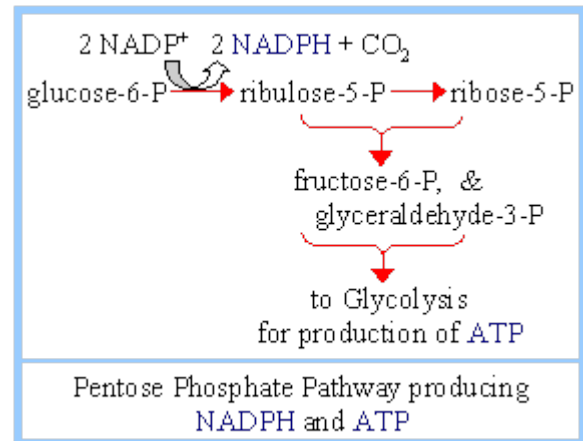 2 NADP⁺ 2 NADPH + CO₂
glucose-6-P ribulose-5-P ribose-5-P
fructose-6-P, &
glyceraldehyde-3-P
to Glycolysis
for production of ATP
Pentose Phosphate Pathway producing
NADPH and ATP